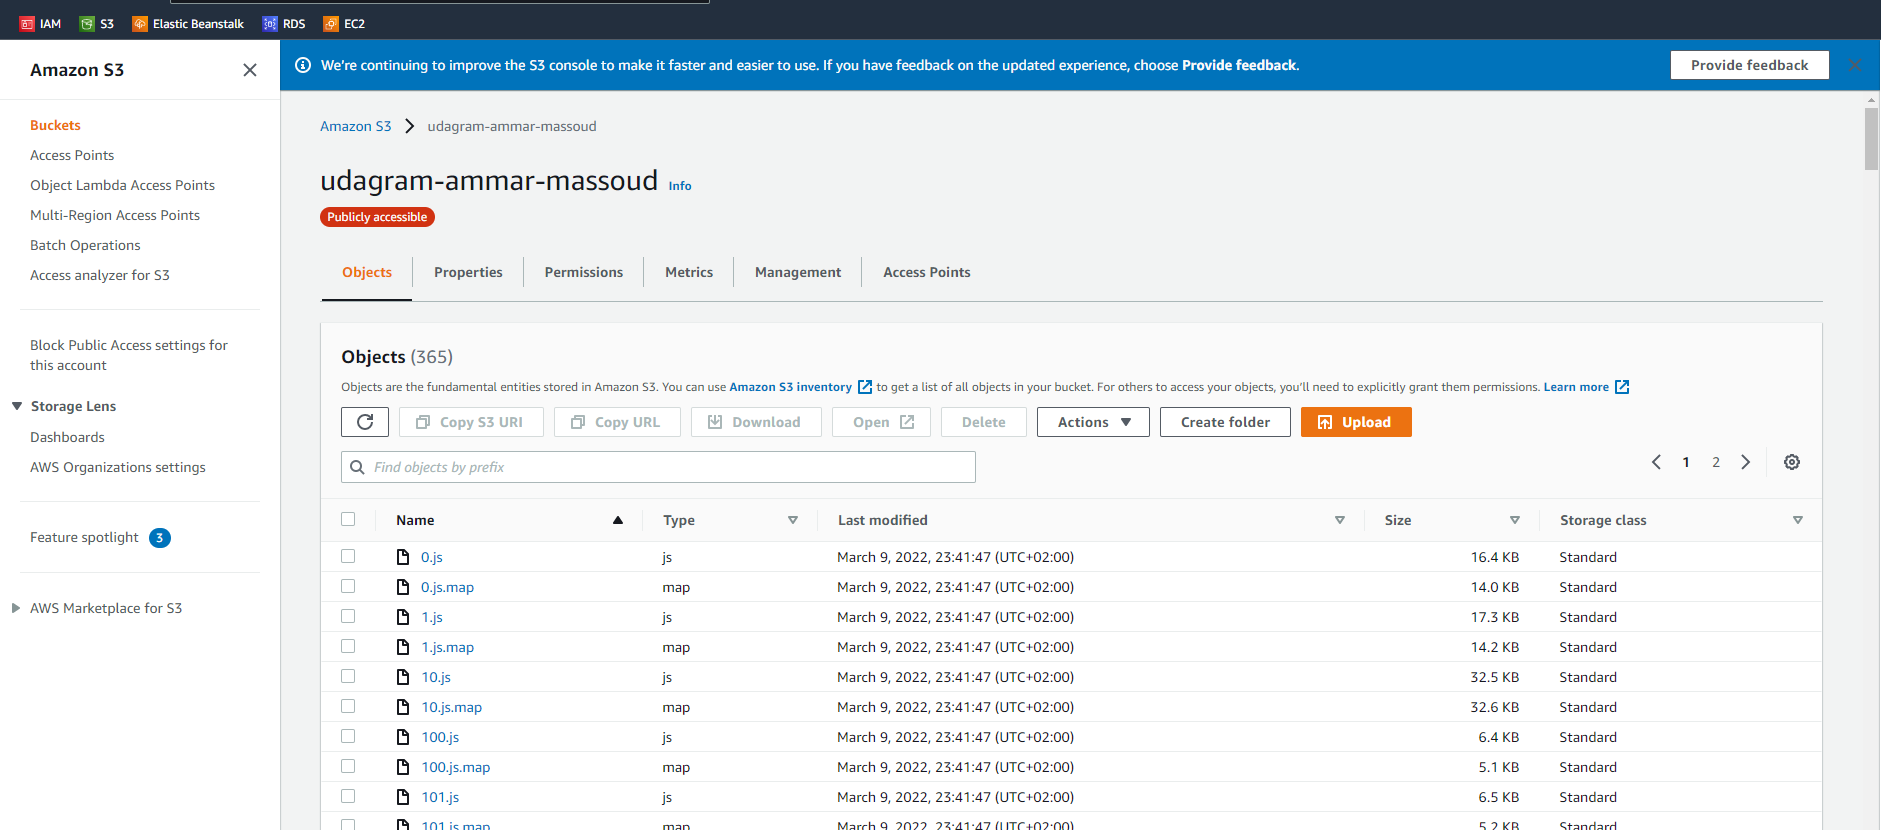 IAM S3 Elastic Beanstalk RDS EC2
Amazon S3
We're continuing to improve the S3 console to make it faster and easier to use. If you have feedback on the updated experience, choose Provide feedback.
Provide feedback
Buckets
Access Points
Object Lambda Access Points
Multi-Region Access Points
Batch Operations
Access analyzer for S3
Block Public Access settings for
this account
Storage Lens
Dashboards
AWS Organizations settings
Feature spotlight 3
AWS Marketplace for S3
Amazon S3 udagram-ammar-massoud
udagram-ammar-massoud Info
Publicly accessible
Objects Properties Permissions Metrics Management Access Points
Objects (365)
Objects are the fundamental entities stored in Amazon S3. You can use Amazon S3 inventory to get a list of all objects in your bucket. For others to access your objects, you'll need to explicitly grant them permissions. Learn more
Copy S3 URI Copy URL Download Open Delete Actions Create folder Upload
Find objects by prefix
1 2
Name Type Last modified Size Storage class
0.js js March 9, 2022, 23:41:47 (UTC+02:00) 16.4 KB Standard
0.js.map map March 9, 2022, 23:41:47 (UTC+02:00) 14.0 KB Standard
1.js js March 9, 2022, 23:41:47 (UTC+02:00) 17.3 KB Standard
1.js.map map March 9, 2022, 23:41:47 (UTC+02:00) 14.2 KB Standard
10.js js March 9, 2022, 23:41:47 (UTC+02:00) 32.5 KB Standard
10.js.map map March 9, 2022, 23:41:47 (UTC+02:00) 32.6 KB Standard
100.js js March 9, 2022, 23:41:47 (UTC+02:00) 6.4 KB Standard
100.js.map map March 9, 2022, 23:41:47 (UTC+02:00) 5.1 KB Standard
101.js js March 9, 2022, 23:41:47 (UTC+02:00) 6.5 KB Standard
101.js.map map March 9, 2022, 23:41:47 (UTC+02:00) 5.2 KB Standard